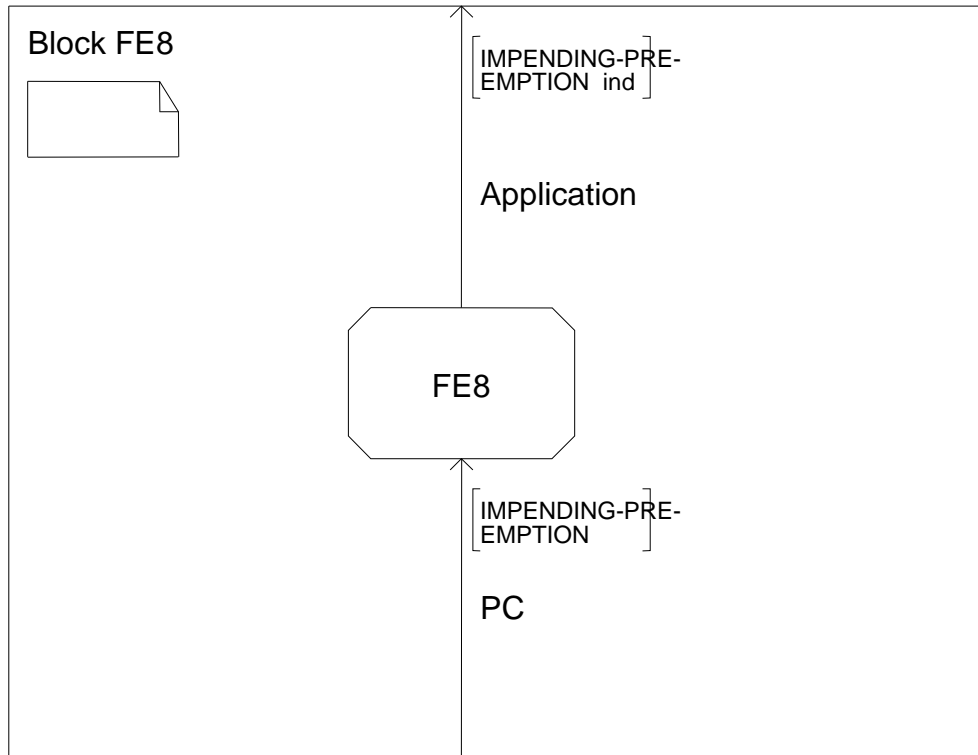 Block FE8
IMPENDING-PRE-
EMPTION ind
Application
FE8
IMPENDING-PRE-
EMPTION
PC